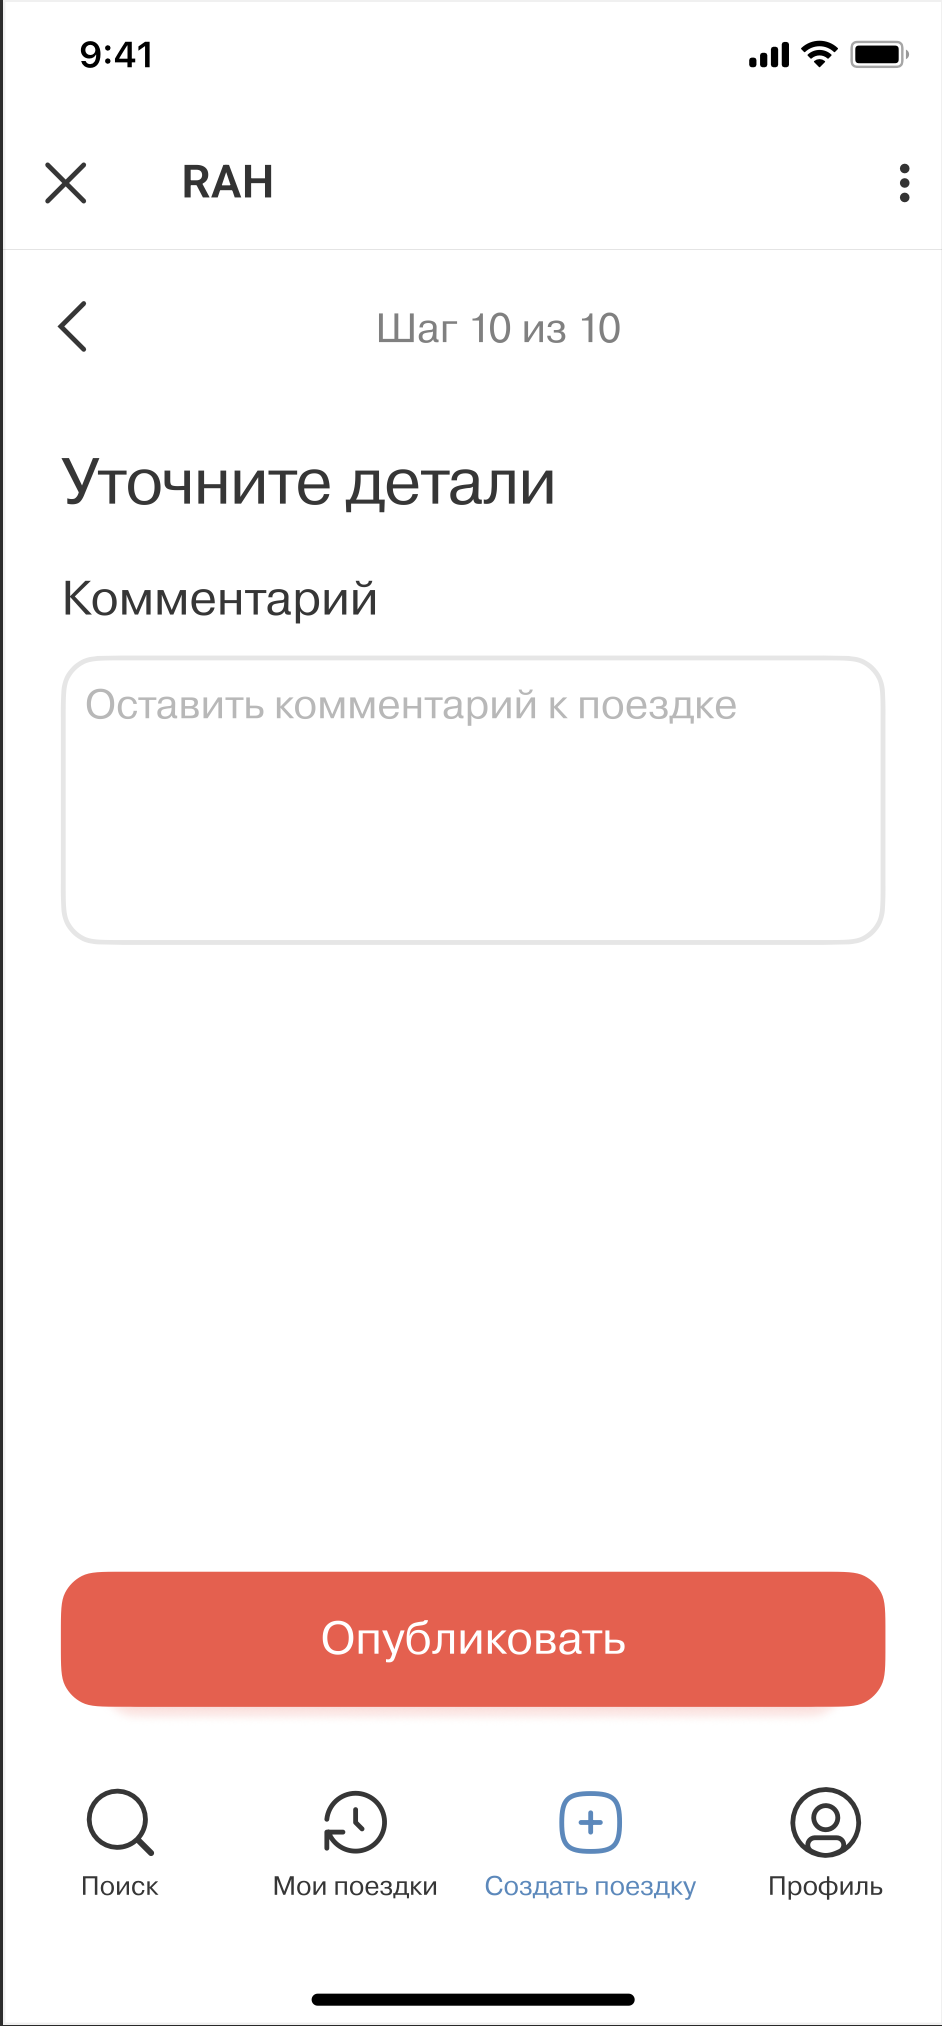 9:41
RAH
Шаг 10 из 10
Уточните детали
Комментарий
Оставить комментарий к поездке
Опубликовать
Поиск
Мои поездки
Создать поездку
Профиль